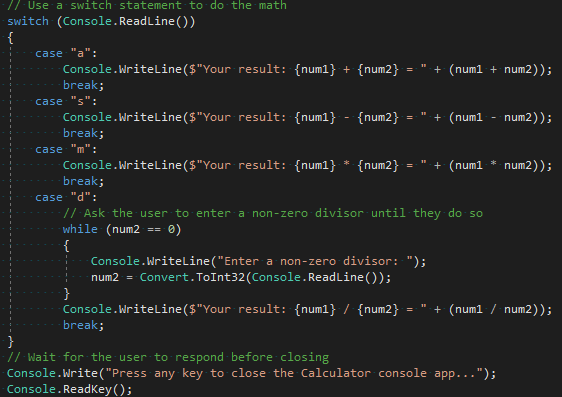 // Use a switch statement to do the math
switch (Console.ReadLine())
{
case "a":
Console.WriteLine($"Your result: {num1} + {num2} = " + (num1 + num2));
break;
case "s":
Console.WriteLine($"Your result: {num1} - {num2} = " + (num1 - num2));
break;
case "m":
Console.WriteLine($"Your result: {num1} * {num2} = " + (num1 * num2));
break;
case "d":
// Ask the user to enter a non-zero divisor until they do so
while (num2 == 0)
{
Console.WriteLine("Enter a non-zero divisor: ");
num2 = Convert.ToInt32(Console.ReadLine());
}
Console.WriteLine($"Your result: {num1} / {num2} = " + (num1 / num2));
break;
}
// Wait for the user to respond before closing
Console.Write("Press any key to close the Calculator console app...");
Console.ReadKey();